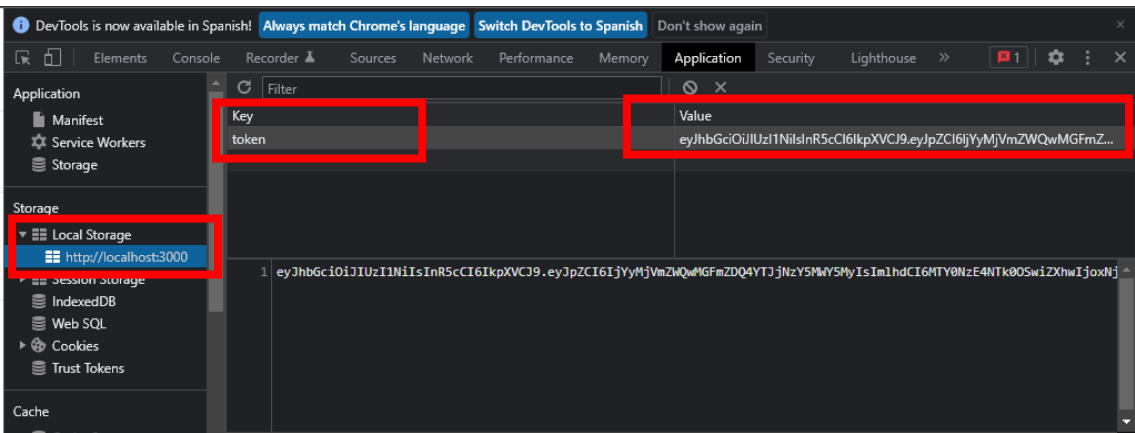 DevTools is now available in Spanish! Always match Chrome's language Switch DevTools to Spanish Don't show again
Elements Console Recorder Sources Network Performance Memory Application Security Lighthouse » 1
Application
Manifest
Service Workers
Storage
Storage
Local Storage
http://localhost:3000
Session Storage
IndexedDB
Web SQL
Cookies
Trust Tokens
Cache
Filter
Key Value
token eyJhbGciOiJIUzI1NiIsInR5cCI6IkpXVCJ9.eyJpZCI6IjYyMjVmZWQwMGFmZ...
1 eyJhbGciOiJIUzI1NiIsInR5cCI6IkpXVCJ9.eyJpZCI6IjYyMjVmZWQwMGFmZDQ4YTJjNzY5MWY5MyIsImlhdCI6MTY0NzE4NTk0OSwiZXhwIjoxNj